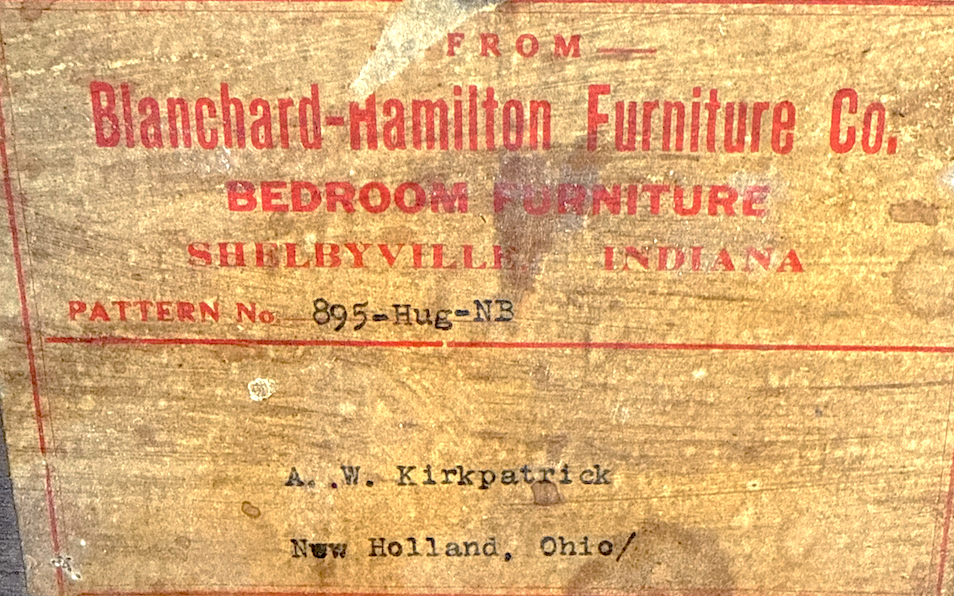 FROM
Blanchard-Hamilton Furniture Co.
BEDROOM FURNITURE
SHELBYVILLE, INDIANA
PATTERN No 895-Hug-NB
A. .W. Kirkpatrick
New Holland, Ohio/